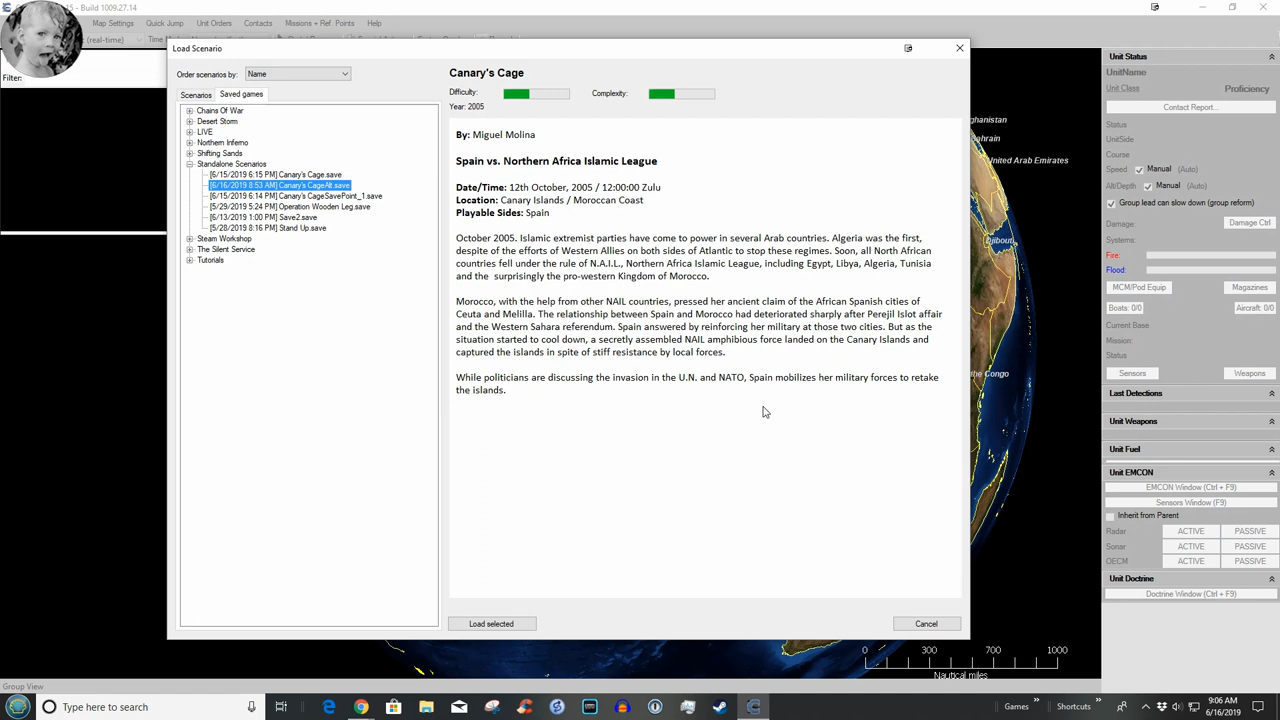 15 - Build 1009.27.14
Map Settings Quick Jump Unit Orders Contacts Missions + Ref. Points Help
(real-time)
Filter:
Load Scenario
Order scenarios by: Name
Scenarios Saved games
Chains Of War
Desert Storm
LIVE
Northern Inferno
Shifting Sands
Standalone Scenarios
[6/15/2019 6:15 PM] Canary's Cage.save
[6/16/2019 8:53 AM] Canary's CageAlt.save
[6/15/2019 6:14 PM] Canary's CageSavePoint_1.save
[5/29/2019 5:24 PM] Operation Wooden Leg.save
[6/13/2019 1:00 PM] Save2.save
[5/28/2019 8:16 PM] Stand Up.save
Steam Workshop
The Silent Service
Tutorials
Canary's Cage
Difficulty: Complexity:
Year: 2005
By: Miguel Molina
Spain vs. Northern Africa Islamic League
Date/Time: 12th October, 2005 / 12:00:00 Zulu
Location: Canary Islands / Moroccan Coast
Playable Sides: Spain
October 2005. Islamic extremist parties have come to power in several Arab countries. Algeria was the first,
despite of the efforts of Western Allies on both sides of Atlantic to stop these regimes. Soon, all North African
countries fell under the rule of N.A.I.L., Northern Africa Islamic League, including Egypt, Libya, Algeria, Tunisia
and the surprisingly the pro-western Kingdom of Morocco.
Morocco, with the help from other NAIL countries, pressed her ancient claim of the African Spanish cities of
Ceuta and Melilla. The relationship between Spain and Morocco had deteriorated sharply after Perejil Islot affair
and the Western Sahara referendum. Spain answered by reinforcing her military at those two cities. But as the
situation started to cool down, a secretly assembled NAIL amphibious force landed on the Canary Islands and
captured the islands in spite of stiff resistance by local forces.
While politicians are discussing the invasion in the U.N. and NATO, Spain mobilizes her military forces to retake
the islands.
Load selected Cancel
ghanistan
ahrain
United Arab Emirates
Djibouti
the Congo
0 300 700 1000
Nautical miles
Unit Status
UnitName
Unit Class Proficiency
Contact Report...
Status
UnitSide
Course
Speed Manual (Auto)
Alt/Depth Manual (Auto)
Group lead can slow down (group reform)
Damage: Damage Ctrl
Systems:
Fire:
Flood:
MCM/Pod Equip Magazines
Boats: 0/0 Aircraft: 0/0
Current Base
Mission:
Status
Sensors Weapons
Last Detections
Unit Weapons
Unit Fuel
Unit EMCON
EMCON Window (Ctrl + F9)
Sensors Window (F9)
Inherit from Parent
Radar ACTIVE PASSIVE
Sonar ACTIVE PASSIVE
OECM ACTIVE PASSIVE
Unit Doctrine
Doctrine Window (Ctrl + F9)
Group View
Type here to search
Games Shortcuts
9:06 AM
6/16/2019